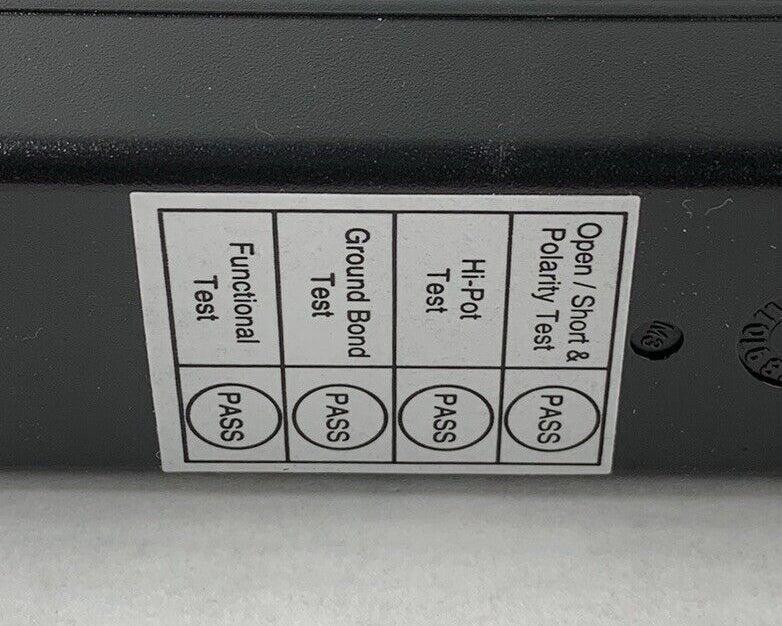 Open / Short &
Polarity Test
PASS
Hi-Pot
Test
PASS
Ground Bond
Test
PASS
Functional
Test
PASS